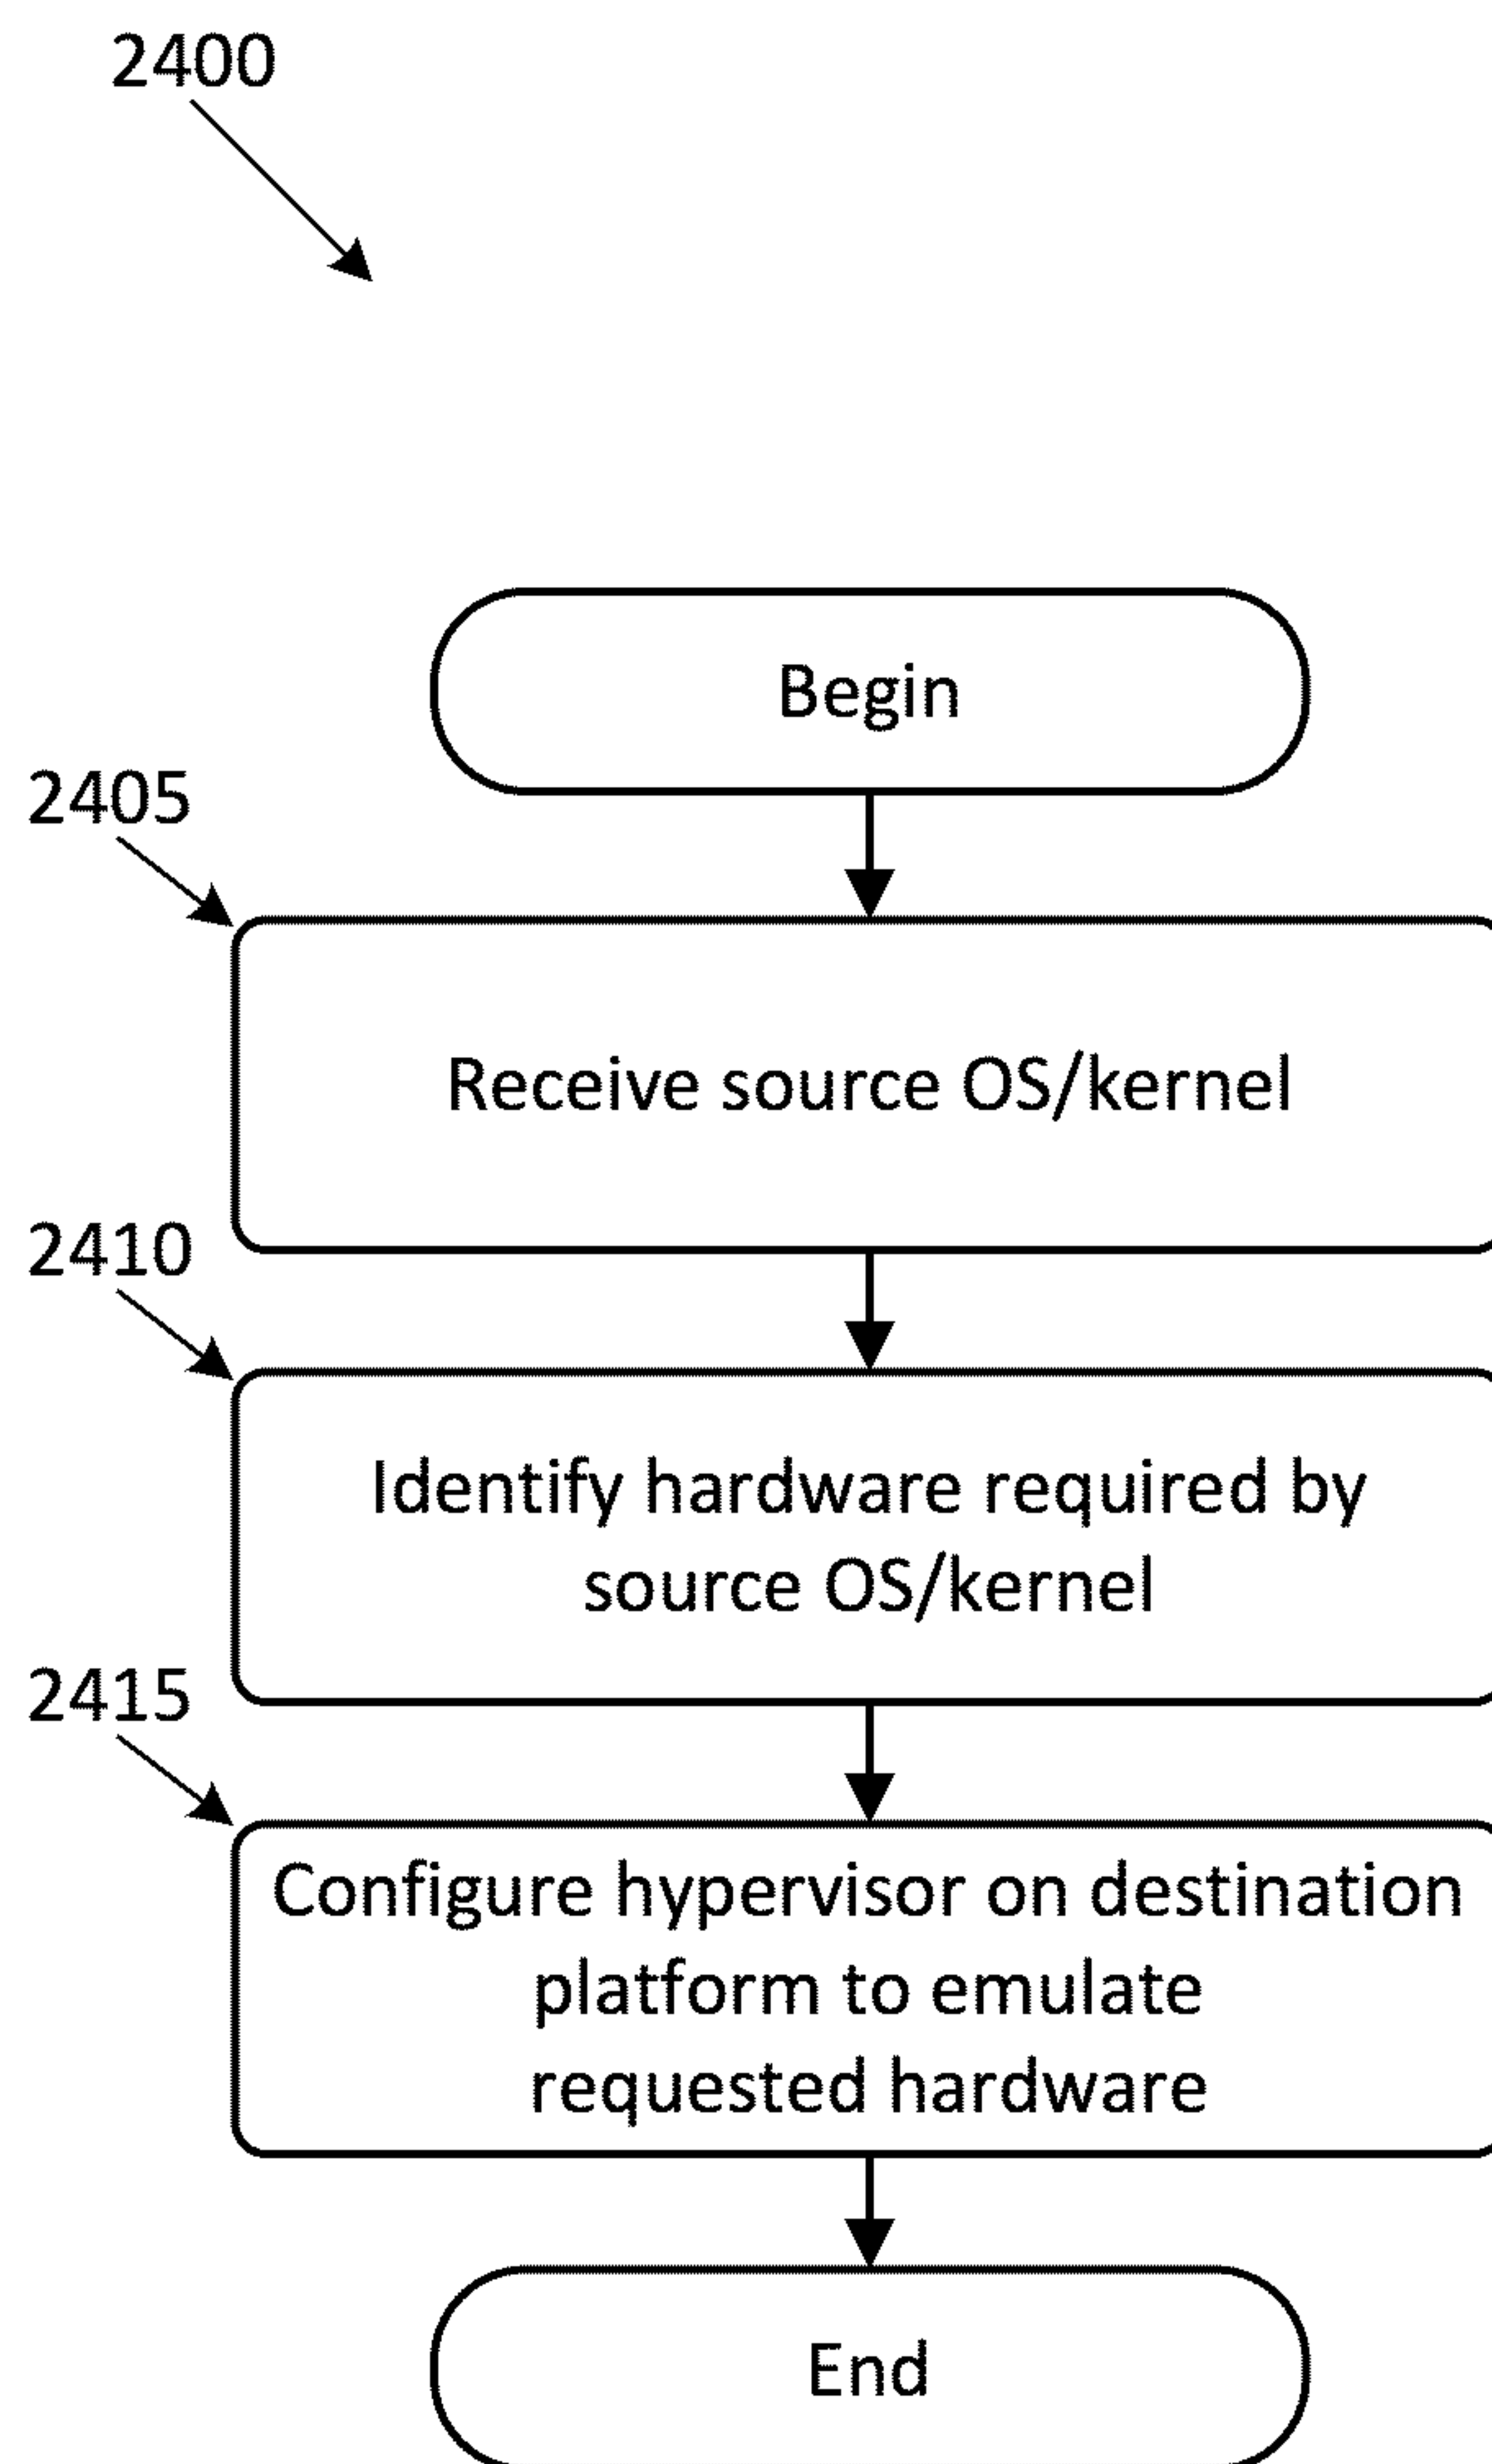 2400
Begin
2405
Receive source OS/kernel
2410
Identify hardware required by
source OS/kernel
2415
Configure hypervisor on destination
platform to emulate
requested hardware
End